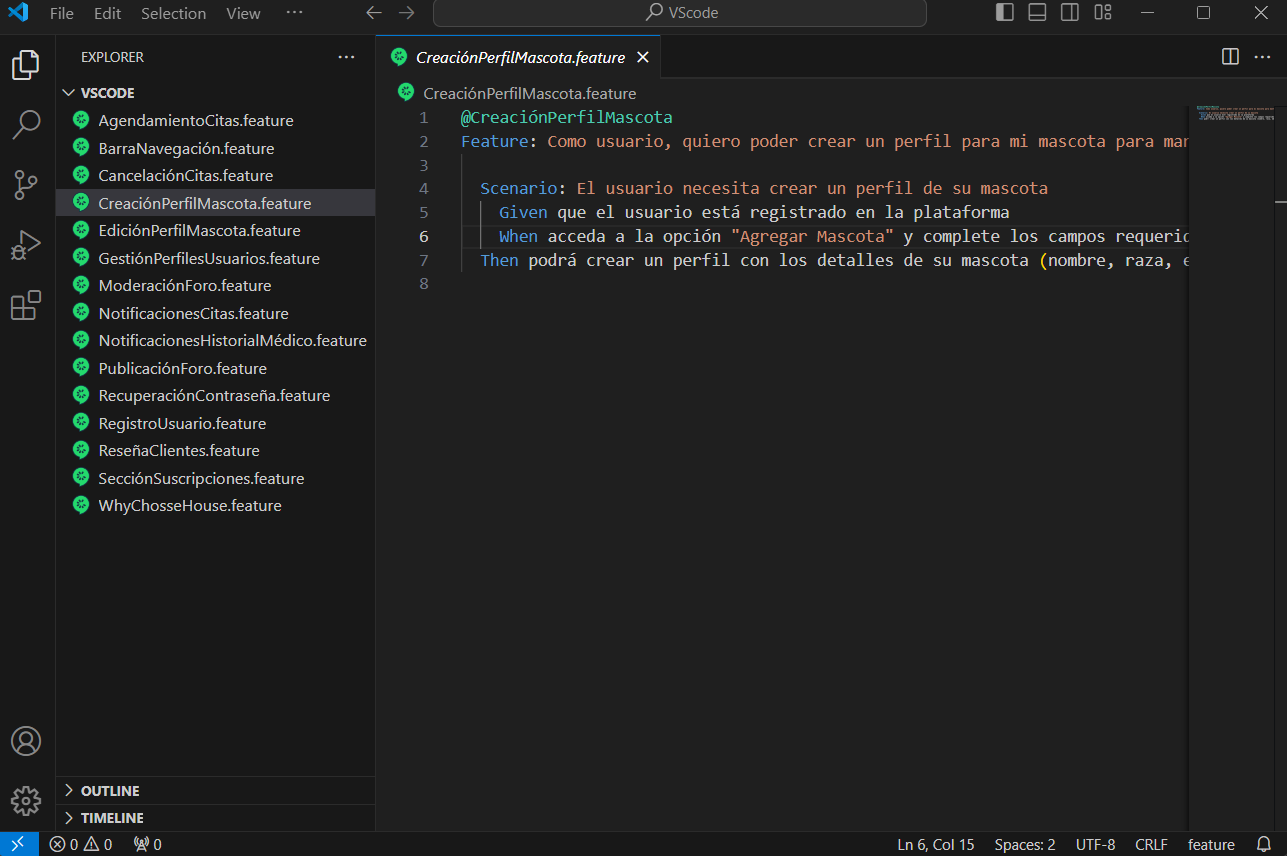 File Edit Selection View ··· VScode
EXPLORER ···
VSCODE
AgendamientoCitas.feature
BarraNavegación.feature
CancelaciónCitas.feature
CreaciónPerfilMascota.feature
EdiciónPerfilMascota.feature
GestiónPerfilesUsuarios.feature
ModeraciónForo.feature
NotificacionesCitas.feature
NotificacionesHistorialMédico.feature
PublicaciónForo.feature
RecuperaciónContraseña.feature
RegistroUsuario.feature
ReseñaClientes.feature
SecciónSuscripciones.feature
WhyChosseHouse.feature
OUTLINE
TIMELINE
CreaciónPerfilMascota.feature
CreaciónPerfilMascota.feature
1 @CreaciónPerfilMascota
2 Feature: Como usuario, quiero poder crear un perfil para mi mascota para
3
4 Scenario: El usuario necesita crear un perfil de su mascota
5 Given que el usuario está registrado en la plataforma
6 When acceda a la opción "Agregar Mascota" y complete los campos
7 Then podrá crear un perfil con los detalles de su mascota (nombre, raza,
8
0 0 0 Ln 6, Col 15 Spaces: 2 UTF-8 CRLF feature